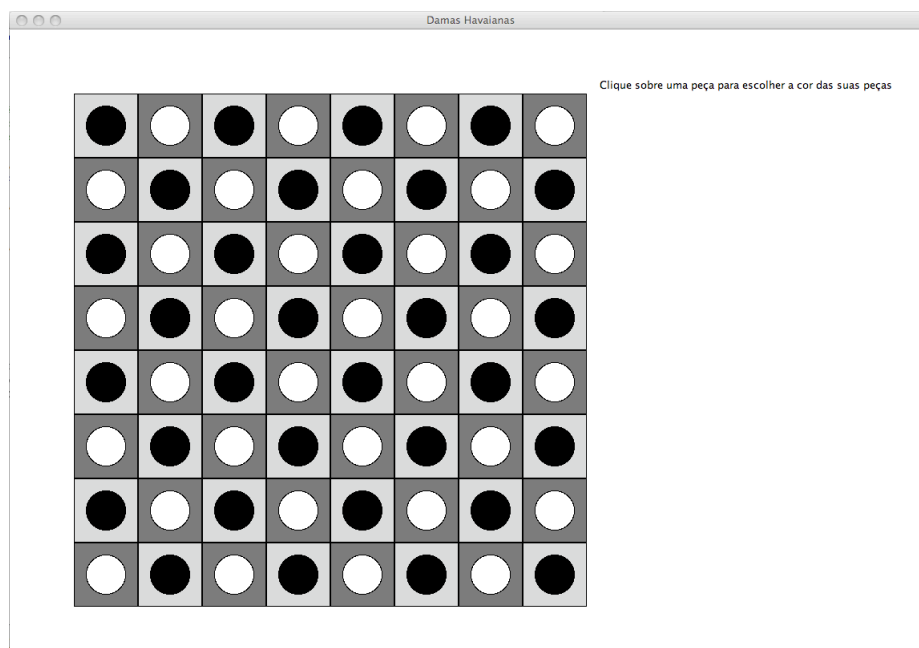 Damas Havaianas
Clique sobre uma peça para escolher a cor das suas peças